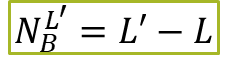 $N_B^{L'} = L' - L$